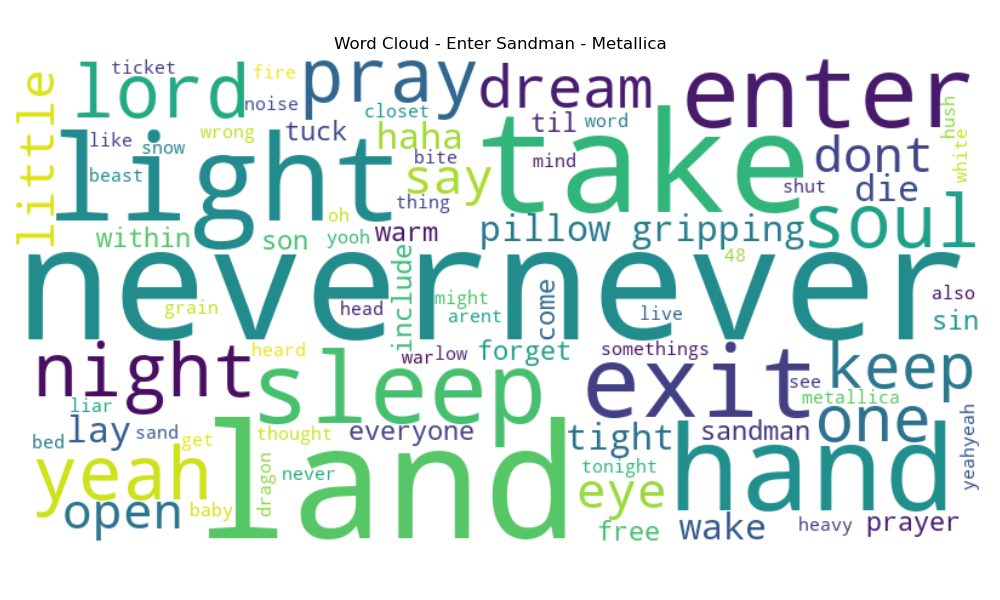 Word Cloud - Enter Sandman - Metallica
little
lord
ticket
fire
noise
pray
closet
dream
enter
hush
white
like
snow
wrong
tuck
haha
til
word
dont
beast
light
bite
say
mind
take
shut
die
thing
oh
yooh
within
son
warm
pillow gripping
soul
nevernever
48
include
grain
head
might
arent
come
live
also
sin
night
heard
war
low
forget
somethings
keep
sleep
exit
see
metallica
liar
lay
sand
bed
get
thought
everyone
tight
sandman
one
yeahyeah
yeah
dragon
never
land
tonight
eye
hand
open
baby
free
wake
heavy
prayer